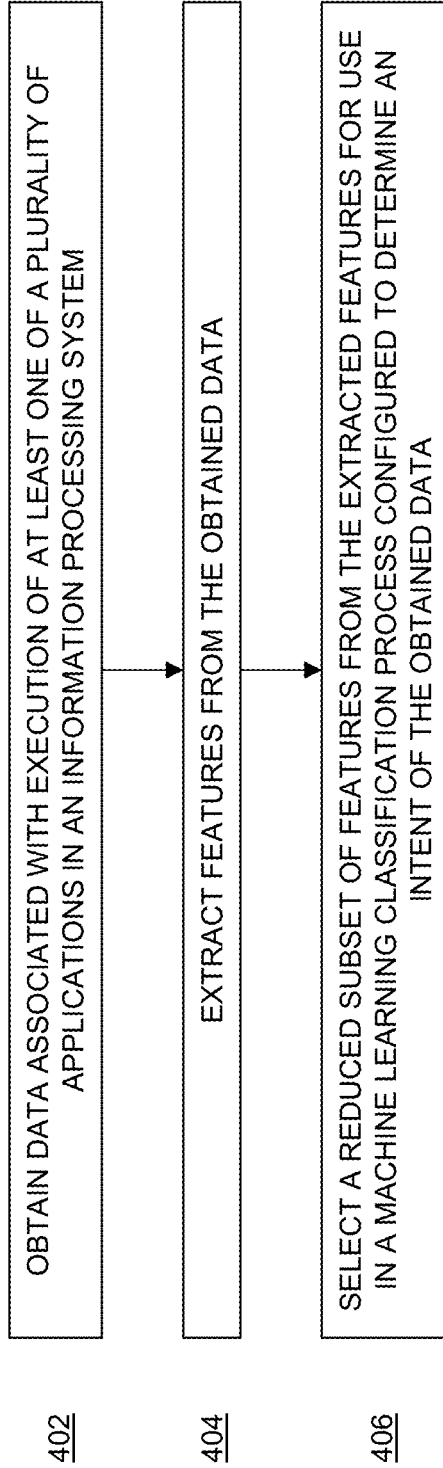 402
OBTAIN DATA ASSOCIATED WITH EXECUTION OF AT LEAST ONE OF A PLURALITY OF
APPLICATIONS IN AN INFORMATION PROCESSING SYSTEM
404
EXTRACT FEATURES FROM THE OBTAINED DATA
406
SELECT A REDUCED SUBSET OF FEATURES FROM THE EXTRACTED FEATURES FOR USE
IN A MACHINE LEARNING CLASSIFICATION PROCESS CONFIGURED TO DETERMINE AN
INTENT OF THE OBTAINED DATA